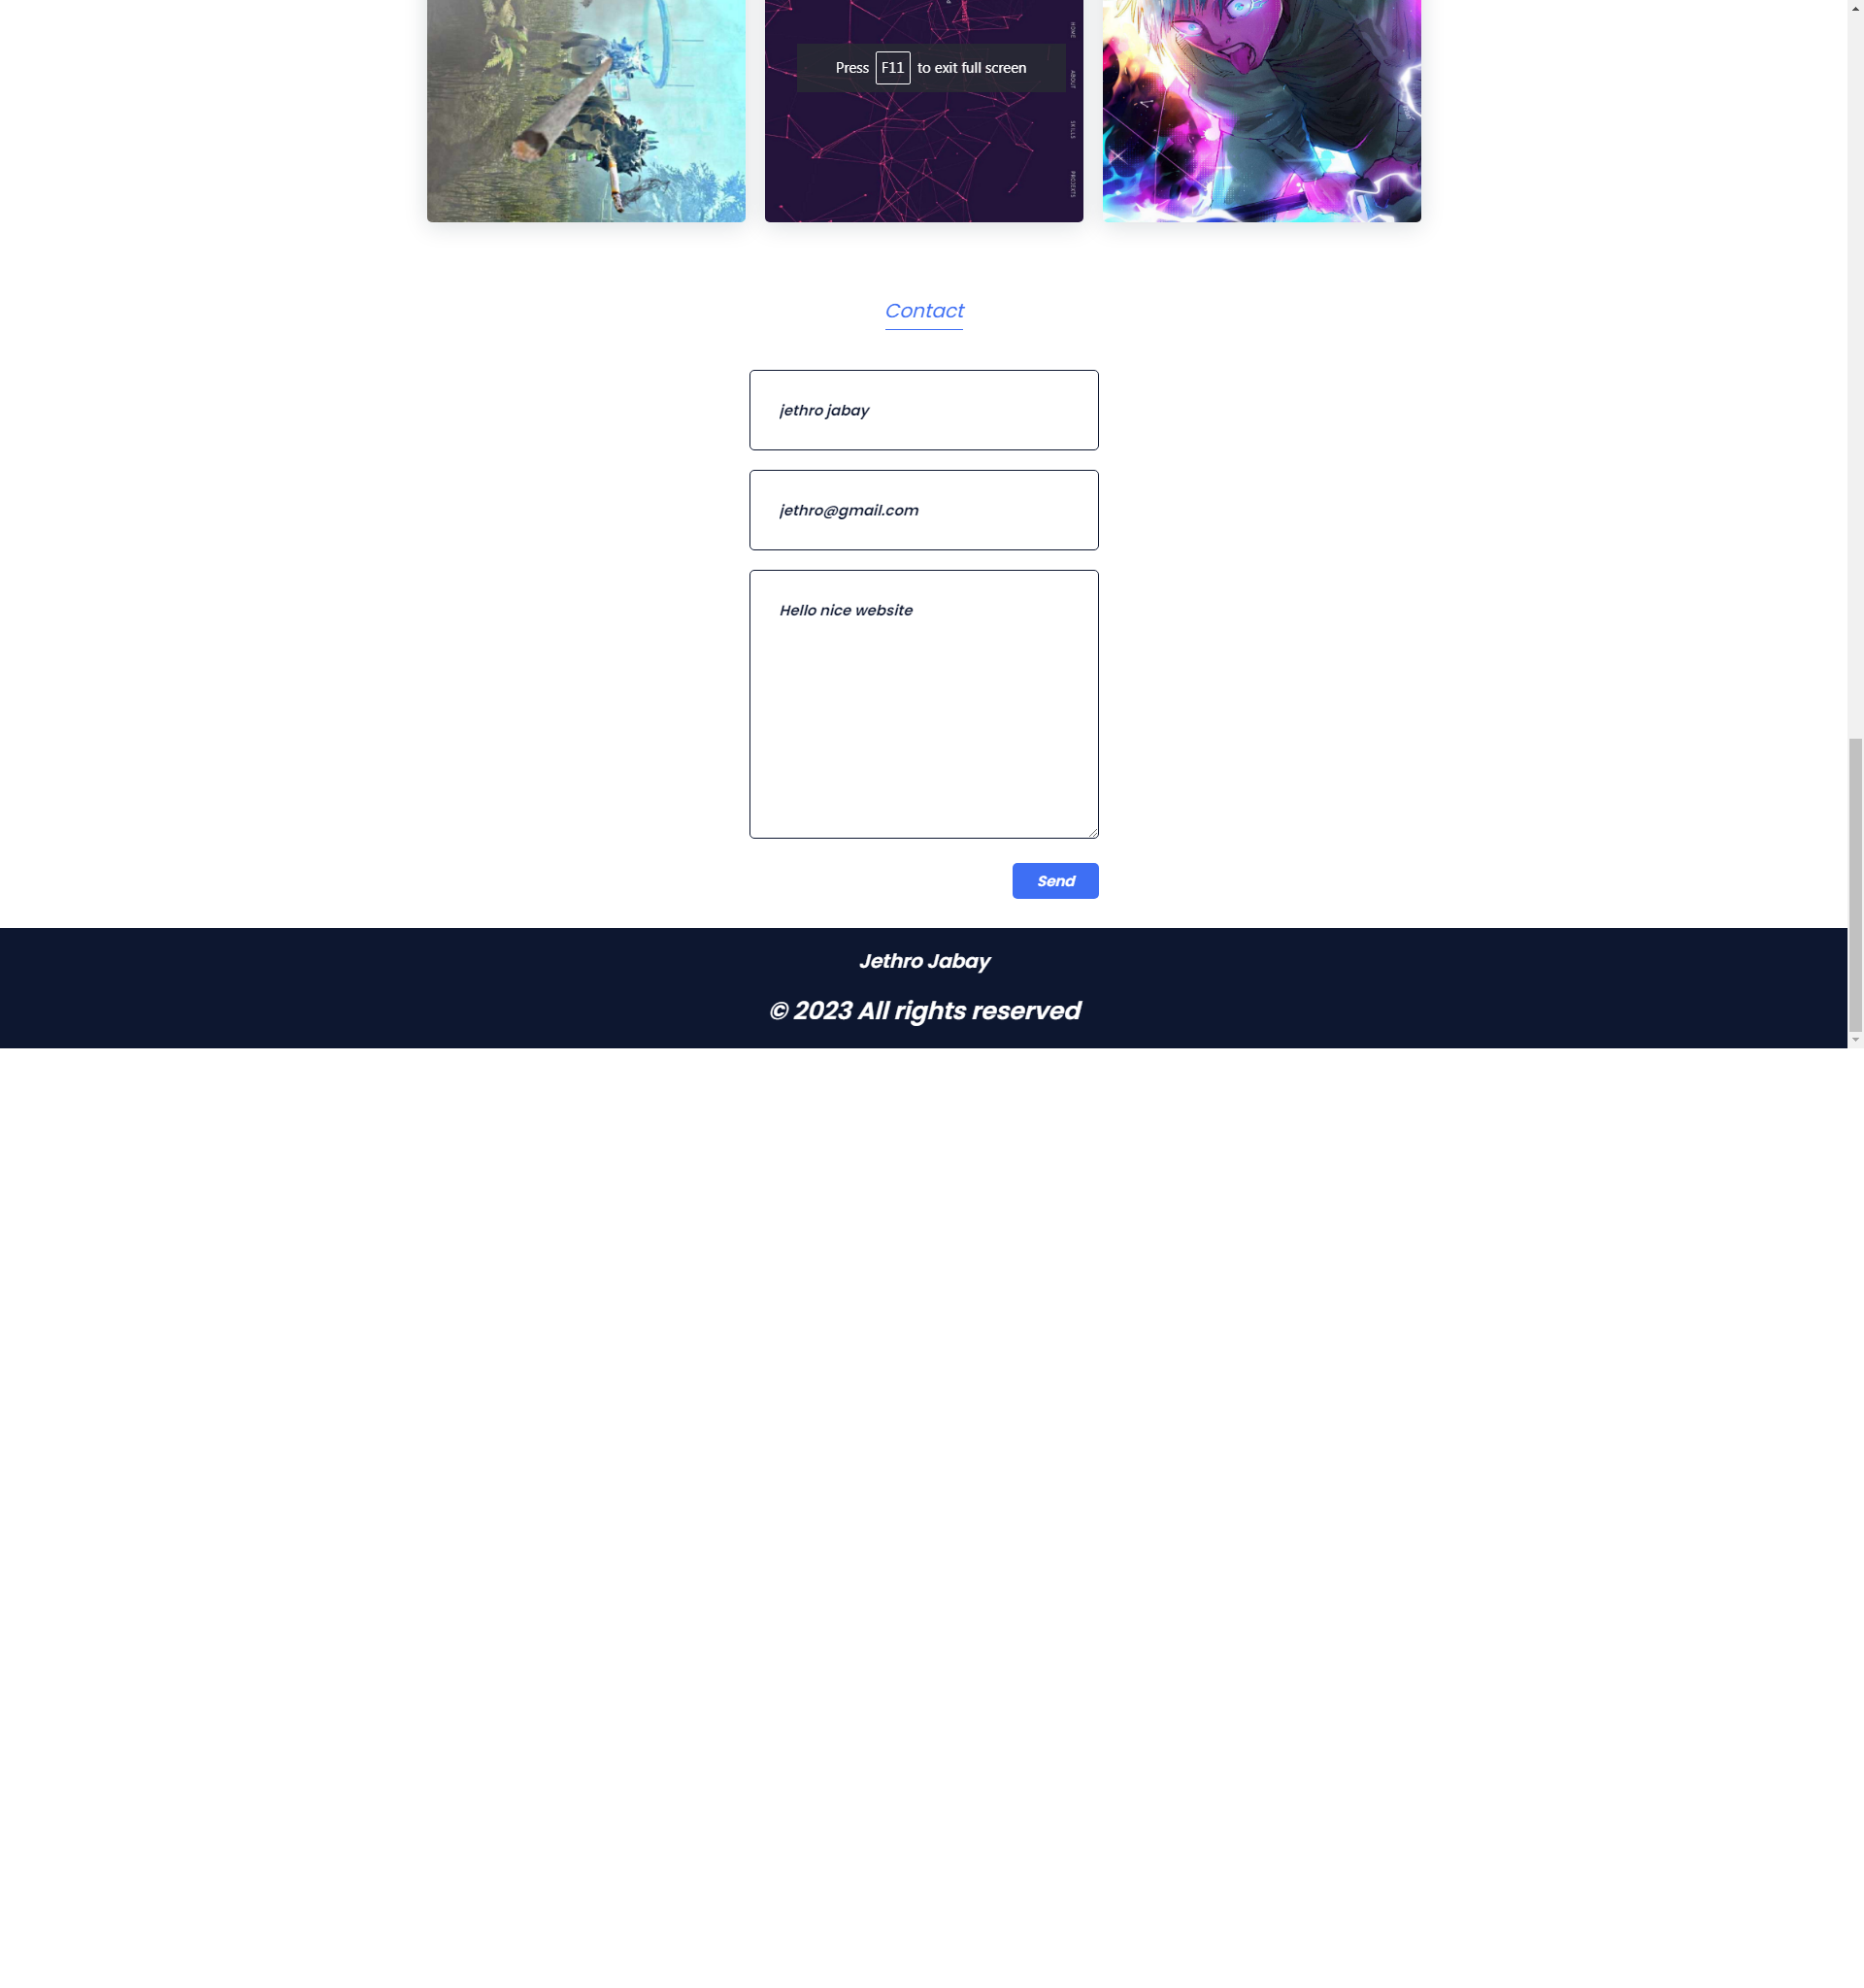 HOME
ABOUT
SKILLS
PROJECTS
Press F11 to exit full screen
Contact
jethro jabay
jethro@gmail.com
Hello nice website
Send
Jethro Jabay
© 2023 All rights reserved